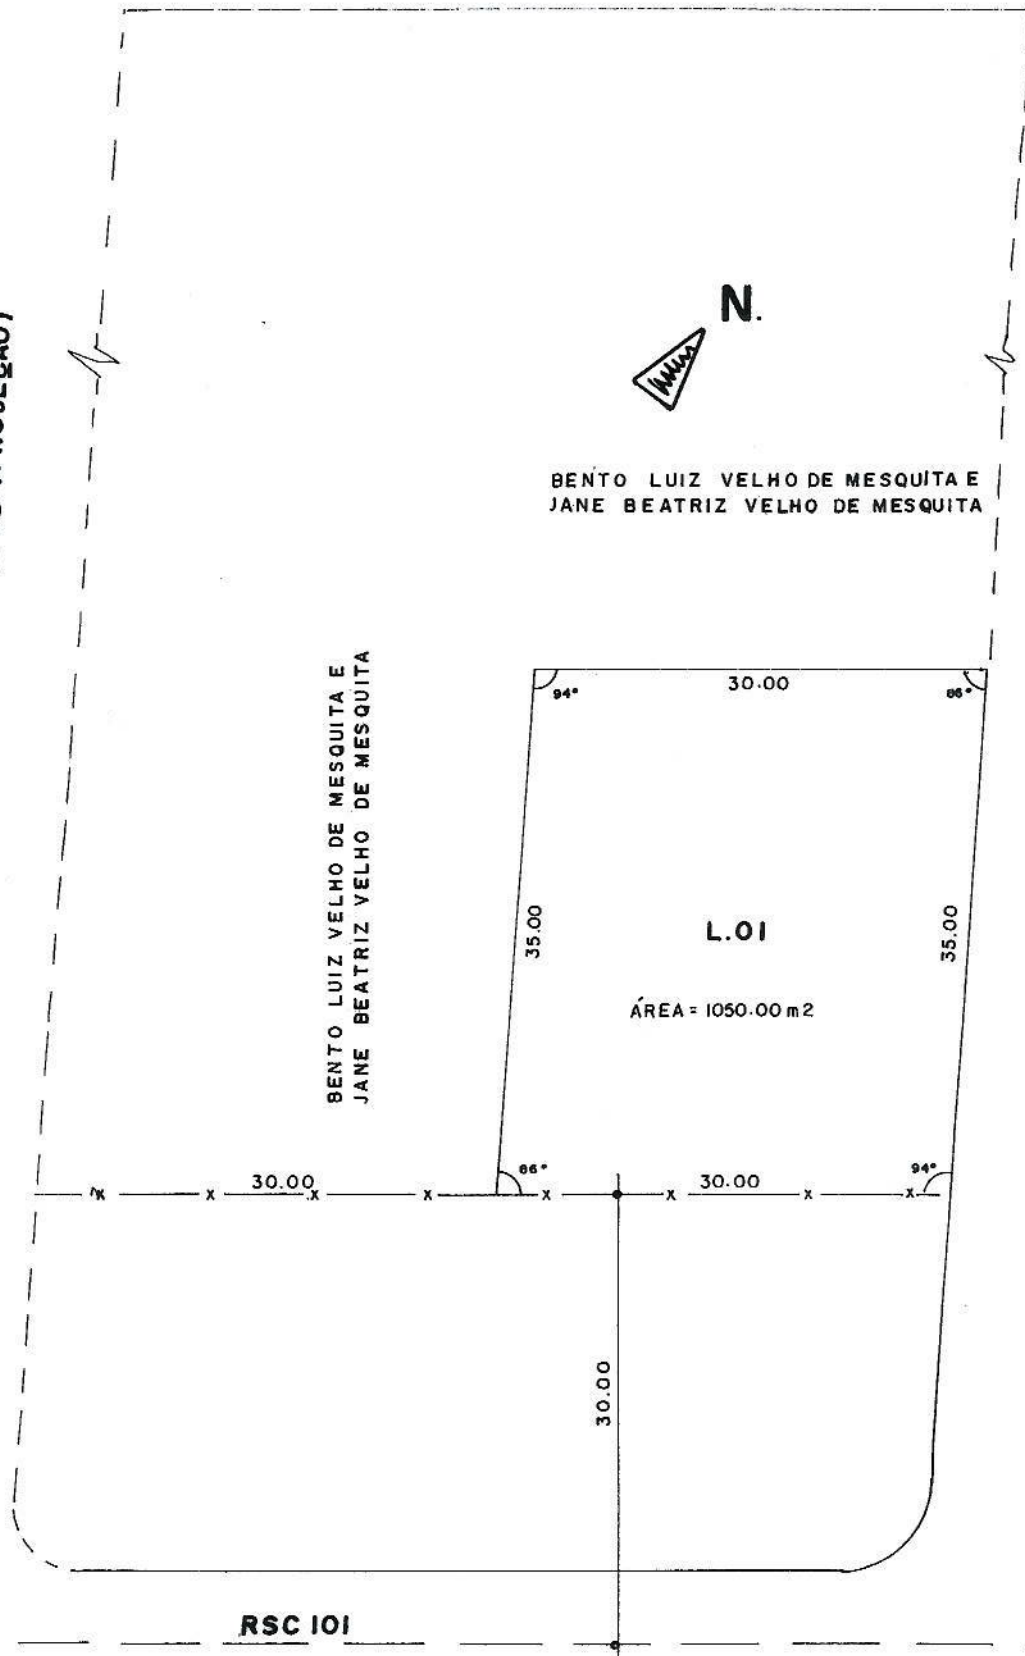 N.
BENTO LUIZ VELHO DE MESQUITA E
JANE BEATRIZ VELHO DE MESQUITA
BENTO LUIZ VELHO DE MESQUITA E
JANE BEATRIZ VELHO DE MESQUITA
94°
30.00
86°
35.00
L.01
35.00
ÁREA = 1050.00 m2
30.00
86°
30.00
94°
30.00
RSC 101